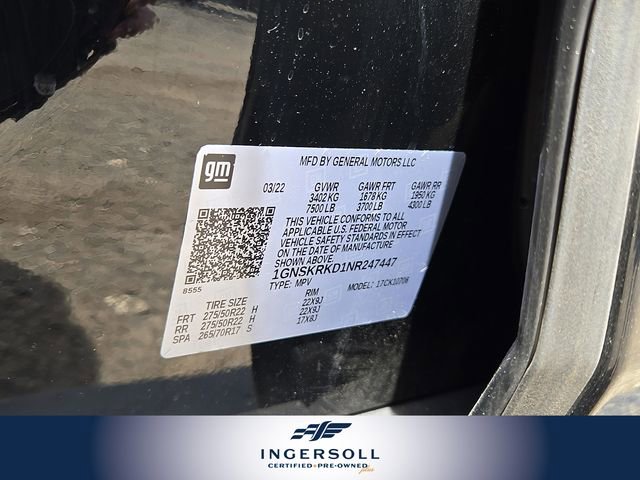 gm
MFD BY GENERAL MOTORS LLC
03/22 GVWR GAWR FRT GAWR RR
3402 KG 1678 KG 1950 KG
7500 LB 3700 LB 4300 LB
THIS VEHICLE CONFORMS TO ALL
APPLICABLE U.S. FEDERAL MOTOR
VEHICLE SAFETY STANDARDS IN EFFECT
ON THE DATE OF MANUFACTURE
SHOWN ABOVE.
1GNSKRKD1NR247447
8555
TYPE: MPV MODEL: 17CK10706
TIRE SIZE RIM
FRT 275/50R22 H 22X9J
RR 275/50R22 H 22X9J
SPA 265/70R17 S 17X8J
INGERSOLL
CERTIFIED PRE-OWNED plus